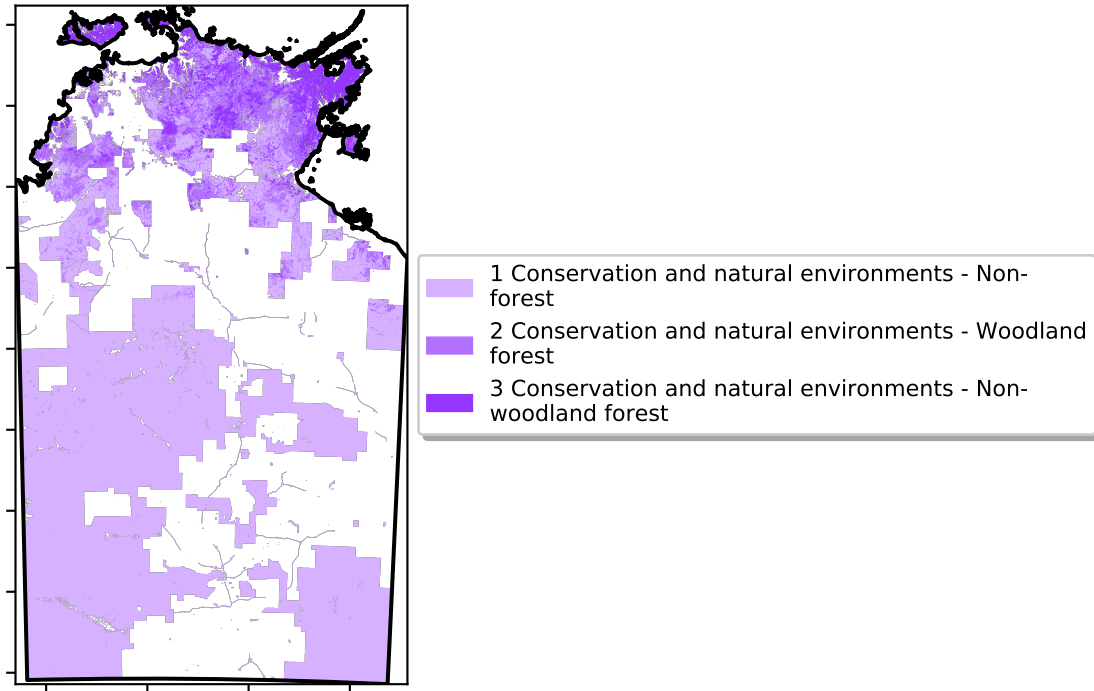 1 Conservation and natural environments - Non-
forest
2 Conservation and natural environments - Woodland
forest
3 Conservation and natural environments - Non-
woodland forest